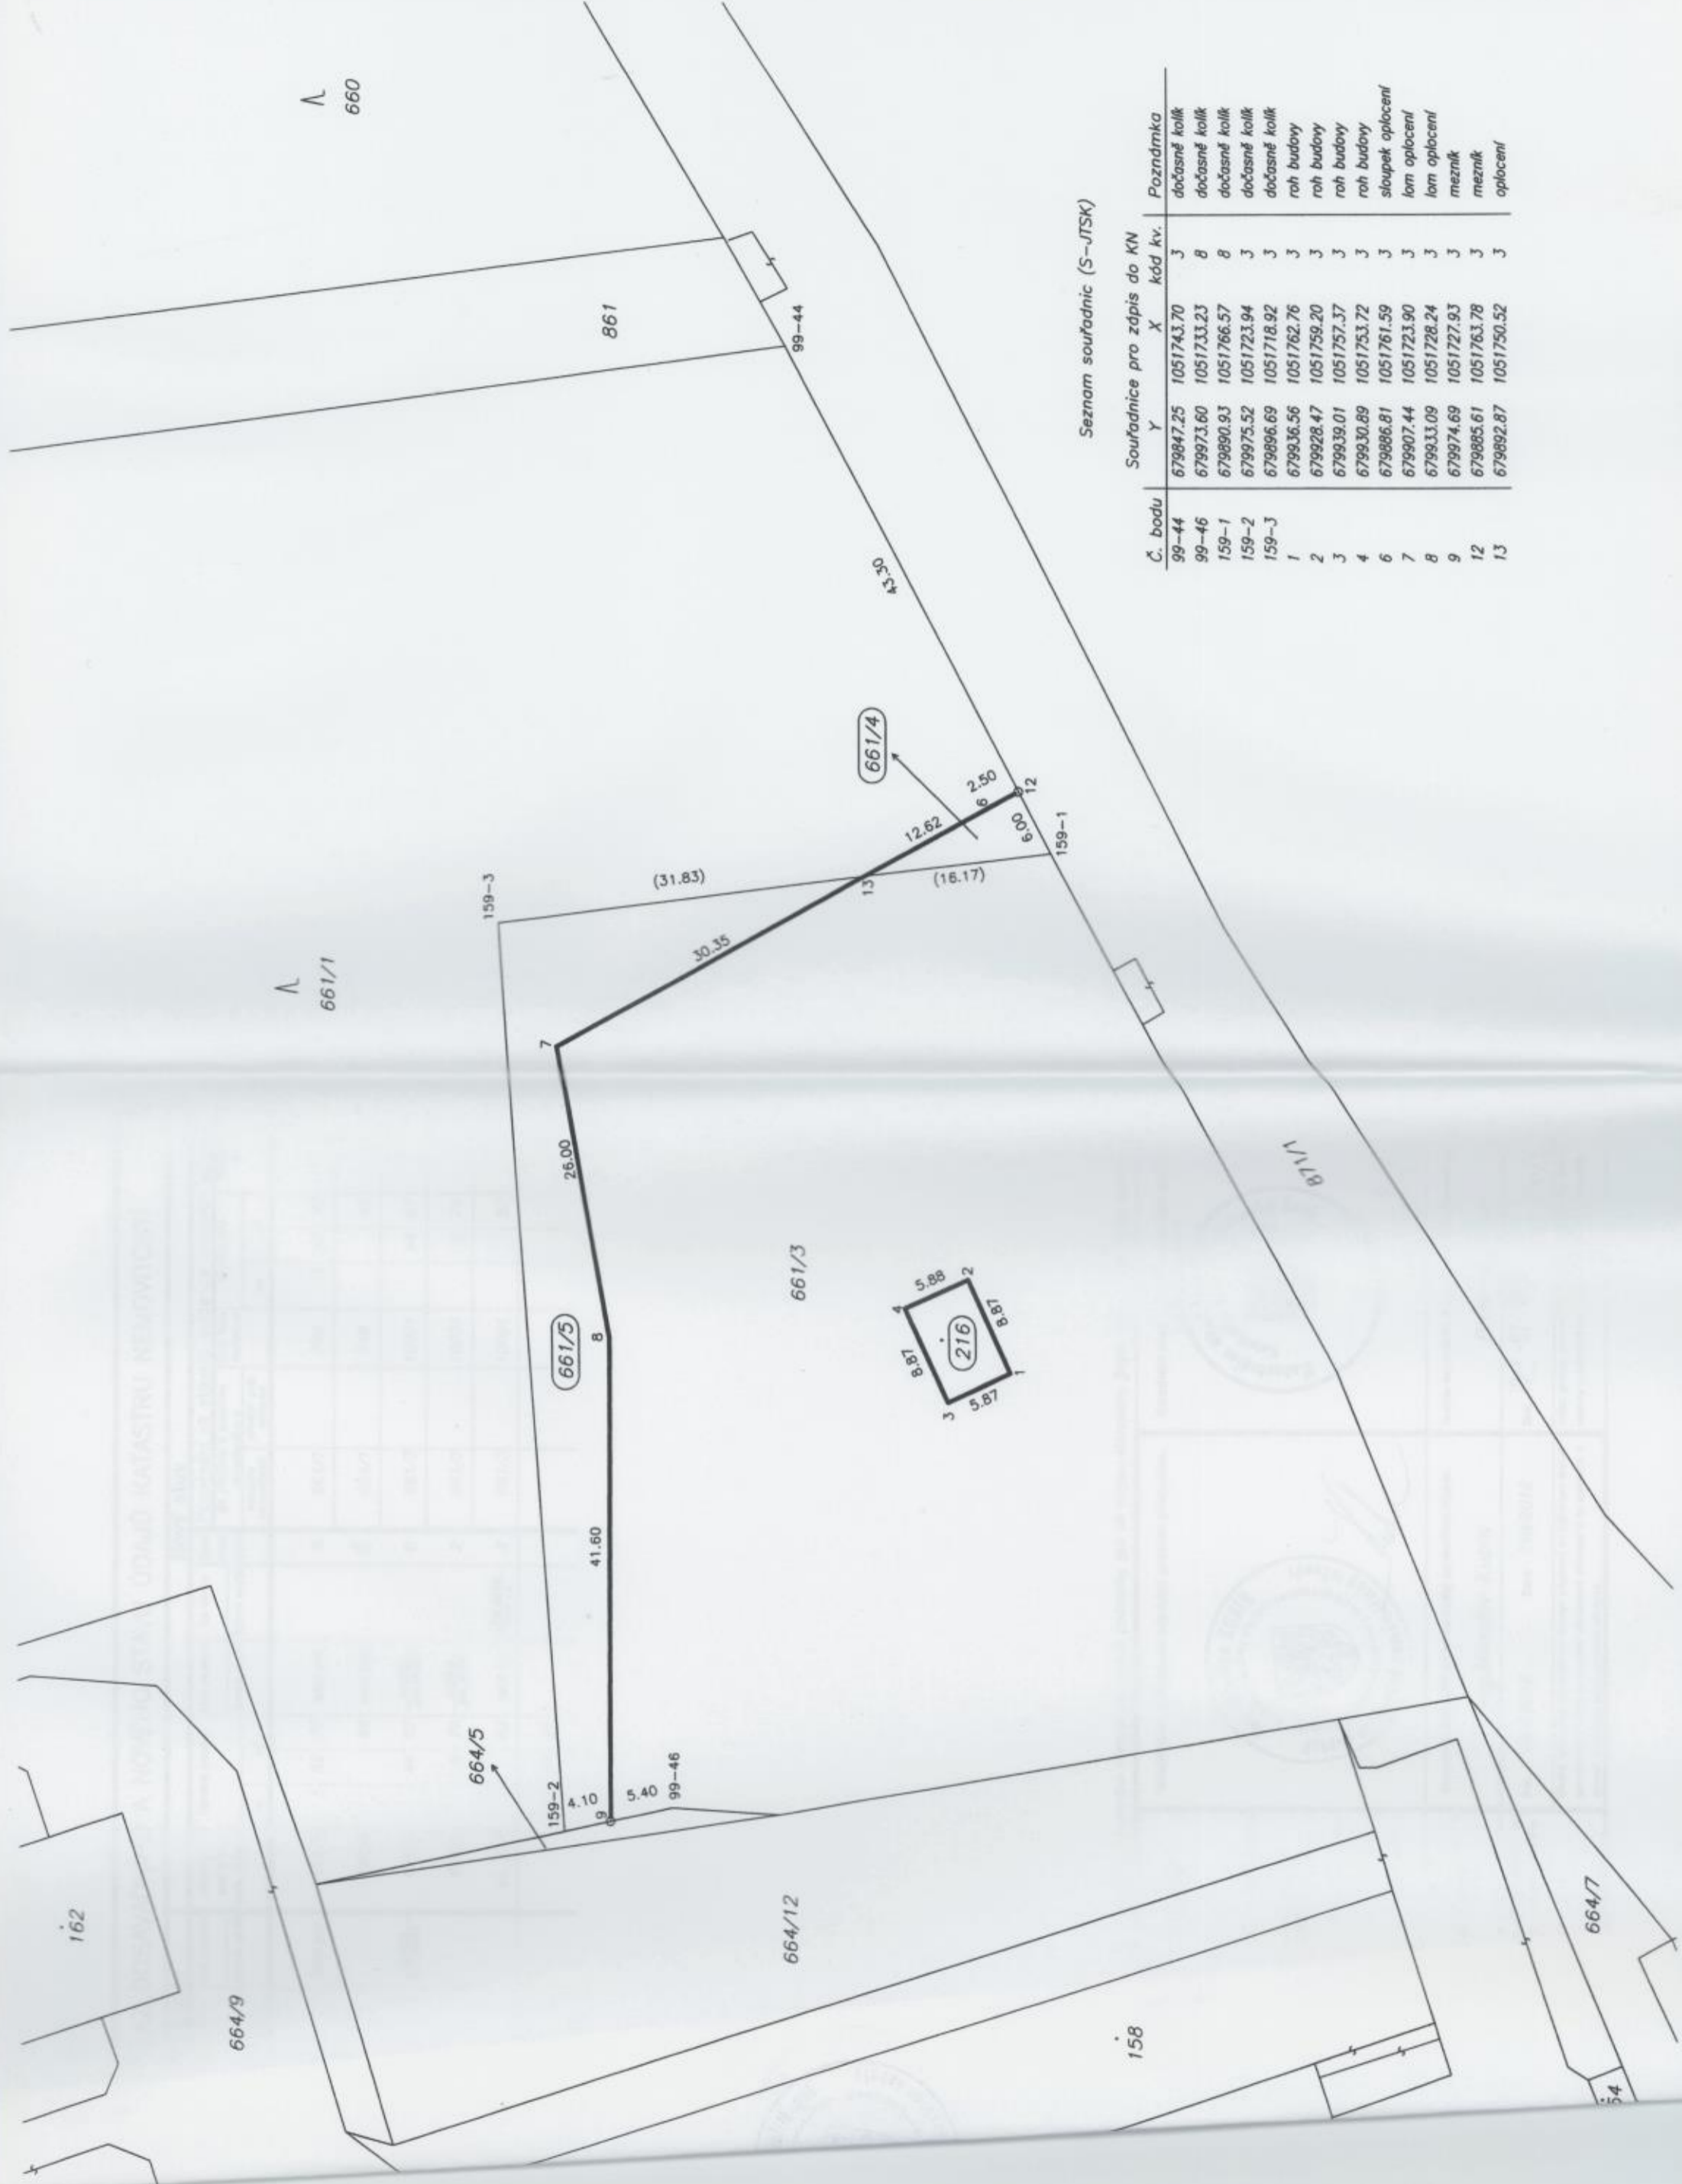 660
861
99-44
43.30
661/1
159-3
(31.83)
661/4
2.50
6
12
12.62
6.00
13
(16.17)
159-1
30.35
7
26.00
661/5
8
661/3
4
5.88
2
8.87
216
8.87
3
5.87
1
871/1
41.60
664/5
159-2
4.10
9
5.40
99-46
162
664/9
664/12
158
664/7
54
Seznam souřadnic (S-JTSK)
Souřadnice pro zápis do KN
Č. bodu Y X kód kv. Poznámka
99-44 679847.25 1051743.70 3 dočasně kolík
99-46 679973.60 1051733.23 8 dočasně kolík
159-1 679890.93 1051766.57 8 dočasně kolík
159-2 679975.52 1051723.94 3 dočasně kolík
159-3 679896.69 1051718.92 3 dočasně kolík
1 679936.56 1051762.76 3 roh budovy
2 679928.47 1051759.20 3 roh budovy
3 679939.01 1051757.37 3 roh budovy
4 679930.89 1051753.72 3 roh budovy
6 679886.81 1051761.59 3 sloupek oplocení
7 679907.44 1051723.90 3 lom oplocení
8 679933.09 1051728.24 3 lom oplocení
9 679974.69 1051727.93 3 mezník
12 679885.61 1051763.78 3 mezník
13 679892.87 1051750.52 3 oplocení